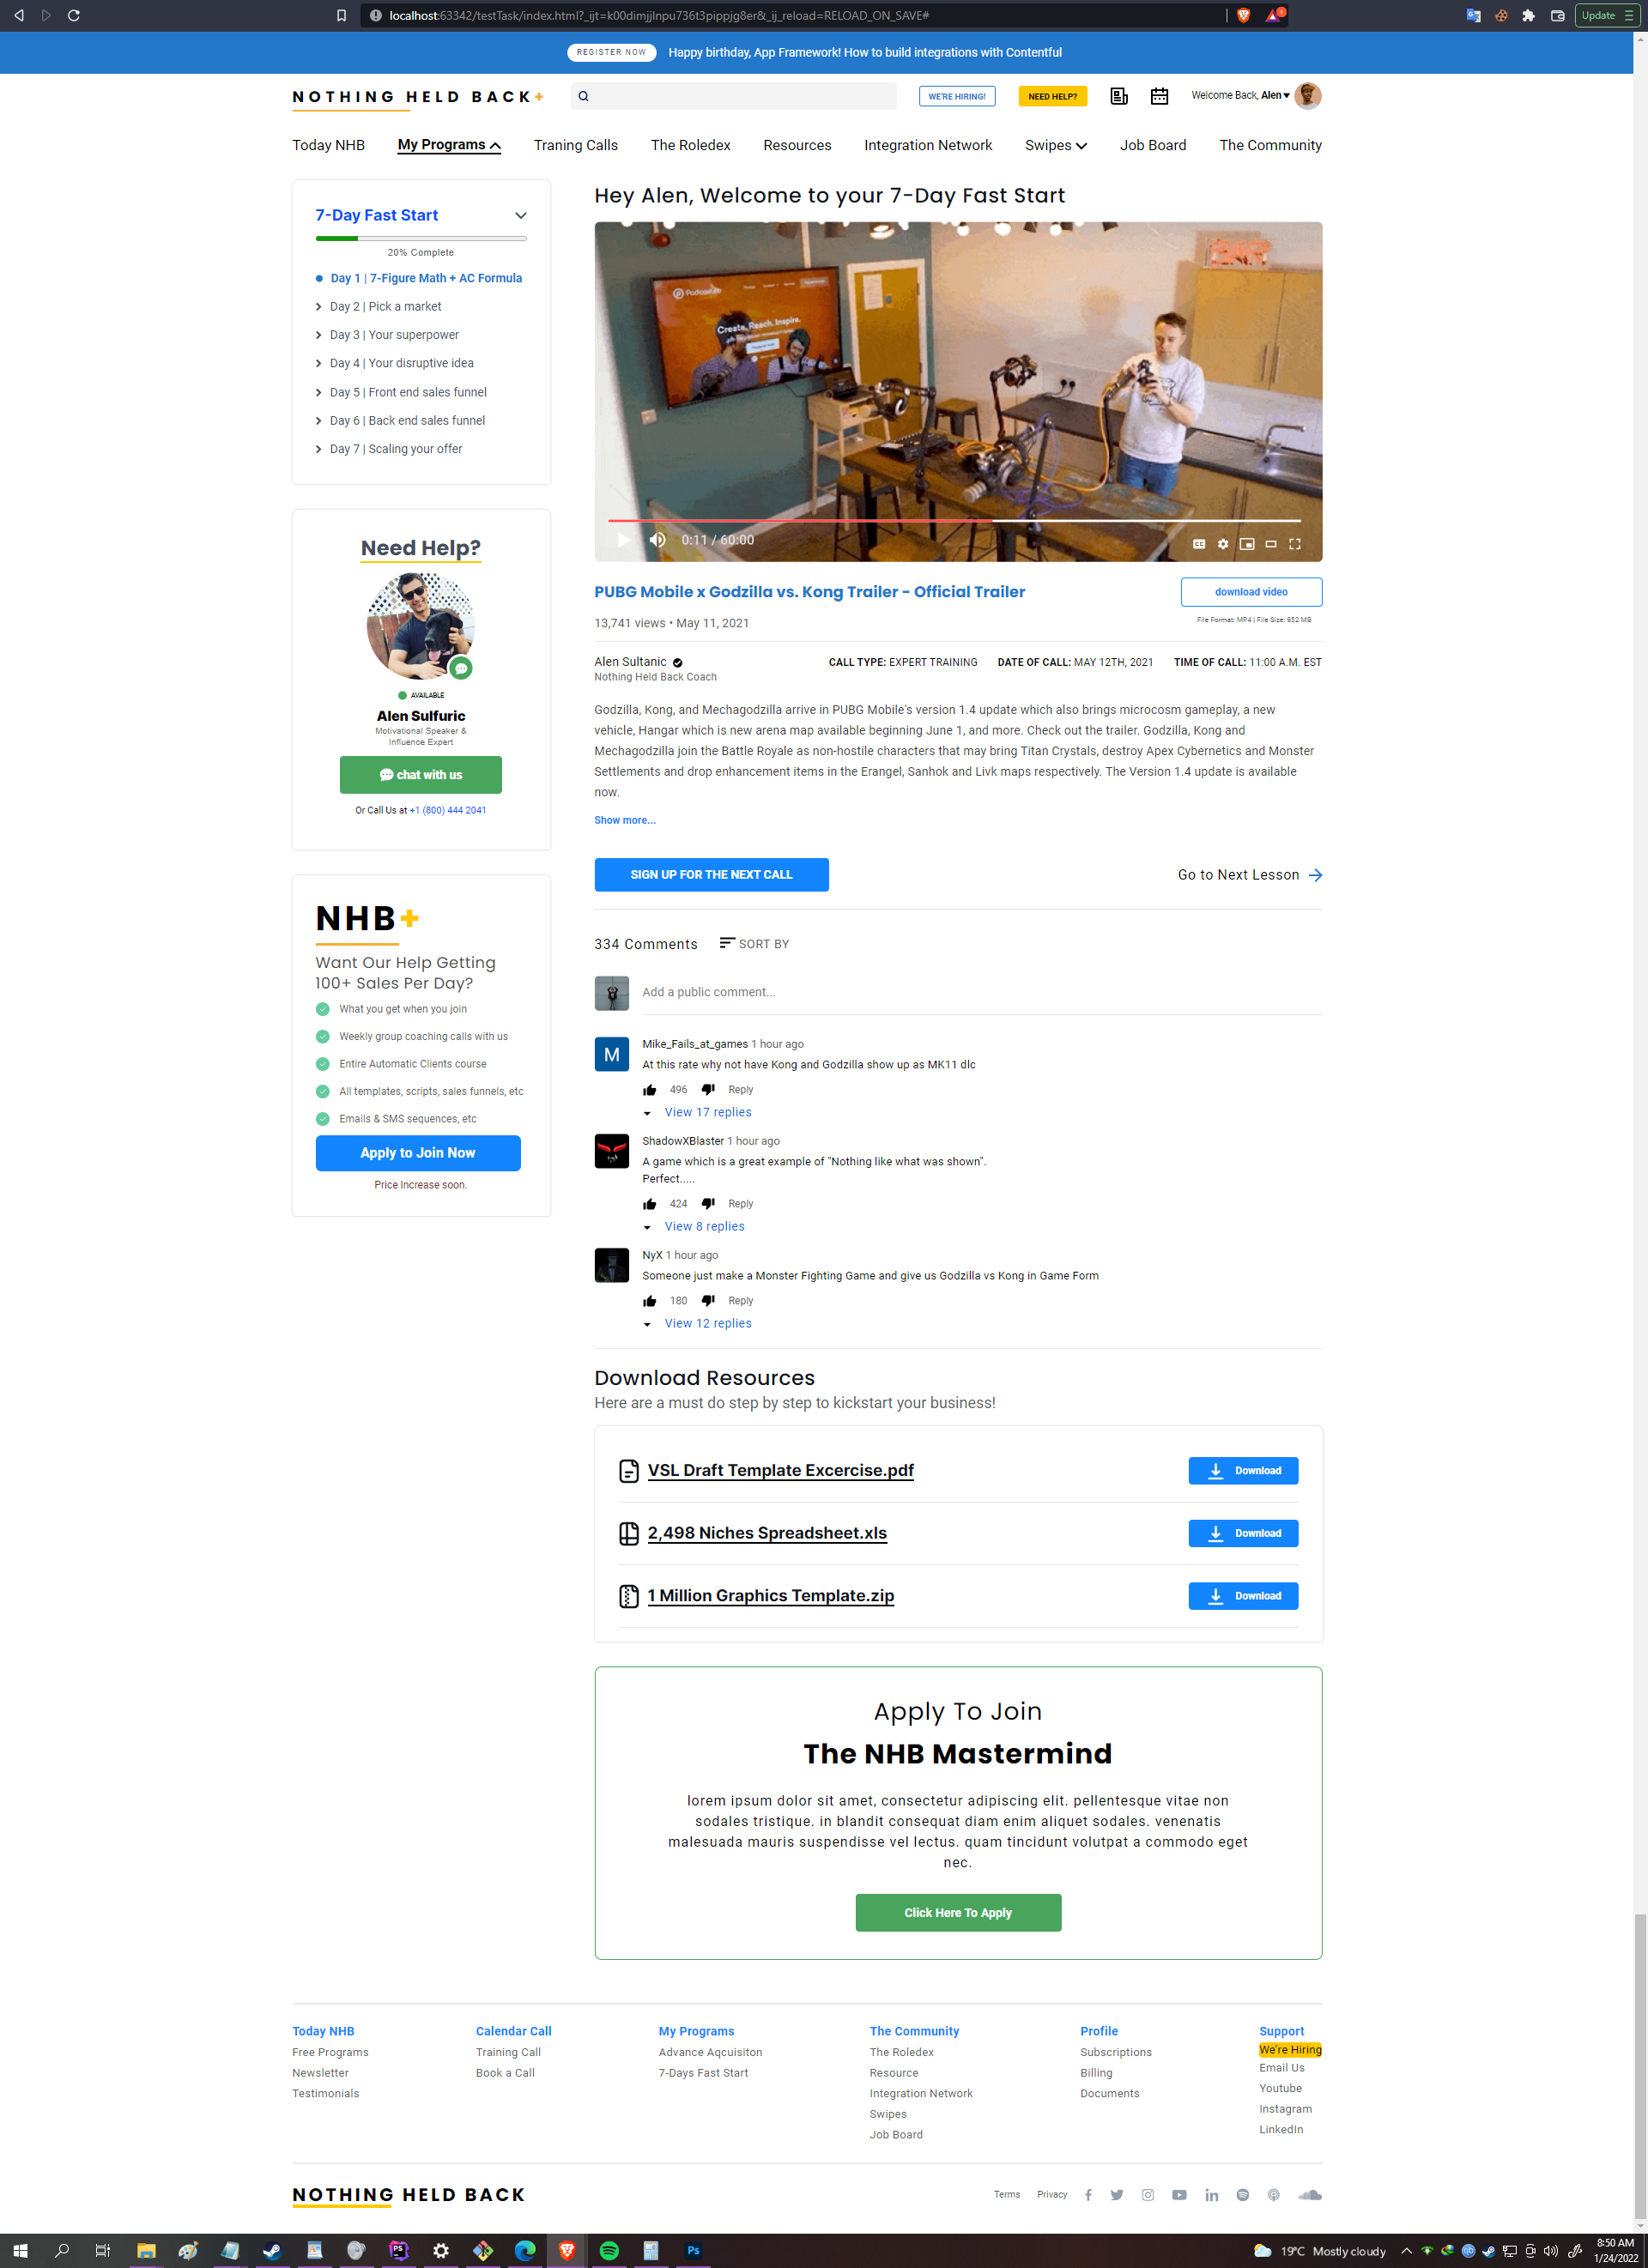 localhost:63342/testTask/index.html?_ijt=k00dimjjlnpu736t3pippjg8er&_ij_reload=RELOAD_ON_SAVE#
1
Update
REGISTER NOW
Happy birthday, App Framework! How to build integrations with Contentful
NOTHING HELD BACK+
WE'RE HIRING!
NEED HELP?
Welcome Back, Alen
Today NHB
My Programs
Traning Calls
The Roledex
Resources
Integration Network
Swipes
Job Board
The Community
7-Day Fast Start
20% Complete
Day 1 | 7-Figure Math + AC Formula
Day 2 | Pick a market
Day 3 | Your superpower
Day 4 | Your disruptive idea
Day 5 | Front end sales funnel
Day 6 | Back end sales funnel
Day 7 | Scaling your offer
Need Help?
AVAILABLE
Alen Sulfuric
Motivational Speaker &
Influence Expert
chat with us
Or Call Us at +1 (800) 444 2041
NHB+
Want Our Help Getting
100+ Sales Per Day?
What you get when you join
Weekly group coaching calls with us
Entire Automatic Clients course
All templates, scripts, sales funnels, etc
Emails & SMS sequences, etc
Apply to Join Now
Price Increase soon.
Hey Alen, Welcome to your 7-Day Fast Start
Create. Reach. Inspire.
0:11 / 60:00
PUBG Mobile x Godzilla vs. Kong Trailer - Official Trailer
13,741 views • May 11, 2021
download video
File Format: MP4 | File Size: 852 MB
Alen Sultanic
Nothing Held Back Coach
CALL TYPE: EXPERT TRAINING
DATE OF CALL: MAY 12TH, 2021
TIME OF CALL: 11:00 A.M. EST
Godzilla, Kong, and Mechagodzilla arrive in PUBG Mobile's version 1.4 update which also brings microcosm gameplay, a new
vehicle, Hangar which is new arena map available beginning June 1, and more. Check out the trailer. Godzilla, Kong and
Mechagodzilla join the Battle Royale as non-hostile characters that may bring Titan Crystals, destroy Apex Cybernetics and Monster
Settlements and drop enhancement items in the Erangel, Sanhok and Livk maps respectively. The Version 1.4 update is available
now.
Show more...
SIGN UP FOR THE NEXT CALL
Go to Next Lesson
334 Comments
SORT BY
Add a public comment...
M
Mike_Fails_at_games 1 hour ago
At this rate why not have Kong and Godzilla show up as MK11 dlc
496
Reply
View 17 replies
ShadowXBlaster 1 hour ago
A game which is a great example of "Nothing like what was shown".
Perfect.....
424
Reply
View 8 replies
NyX 1 hour ago
Someone just make a Monster Fighting Game and give us Godzilla vs Kong in Game Form
180
Reply
View 12 replies
Download Resources
Here are a must do step by step to kickstart your business!
VSL Draft Template Excercise.pdf
Download
2,498 Niches Spreadsheet.xls
Download
1 Million Graphics Template.zip
Download
Apply To Join
The NHB Mastermind
lorem ipsum dolor sit amet, consectetur adipiscing elit. pellentesque vitae non
sodales tristique. in blandit consequat diam enim aliquet sodales. venenatis
malesuada mauris suspendisse vel lectus. quam tincidunt volutpat a commodo eget
nec.
Click Here To Apply
Today NHB
Free Programs
Newsletter
Testimonials
Calendar Call
Training Call
Book a Call
My Programs
Advance Aqcuisiton
7-Days Fast Start
The Community
The Roledex
Resource
Integration Network
Swipes
Job Board
Profile
Subscriptions
Billing
Documents
Support
We're Hiring
Email Us
Youtube
Instagram
LinkedIn
NOTHING HELD BACK
Terms
Privacy
19°C Mostly cloudy
8:50 AM
1/24/2022